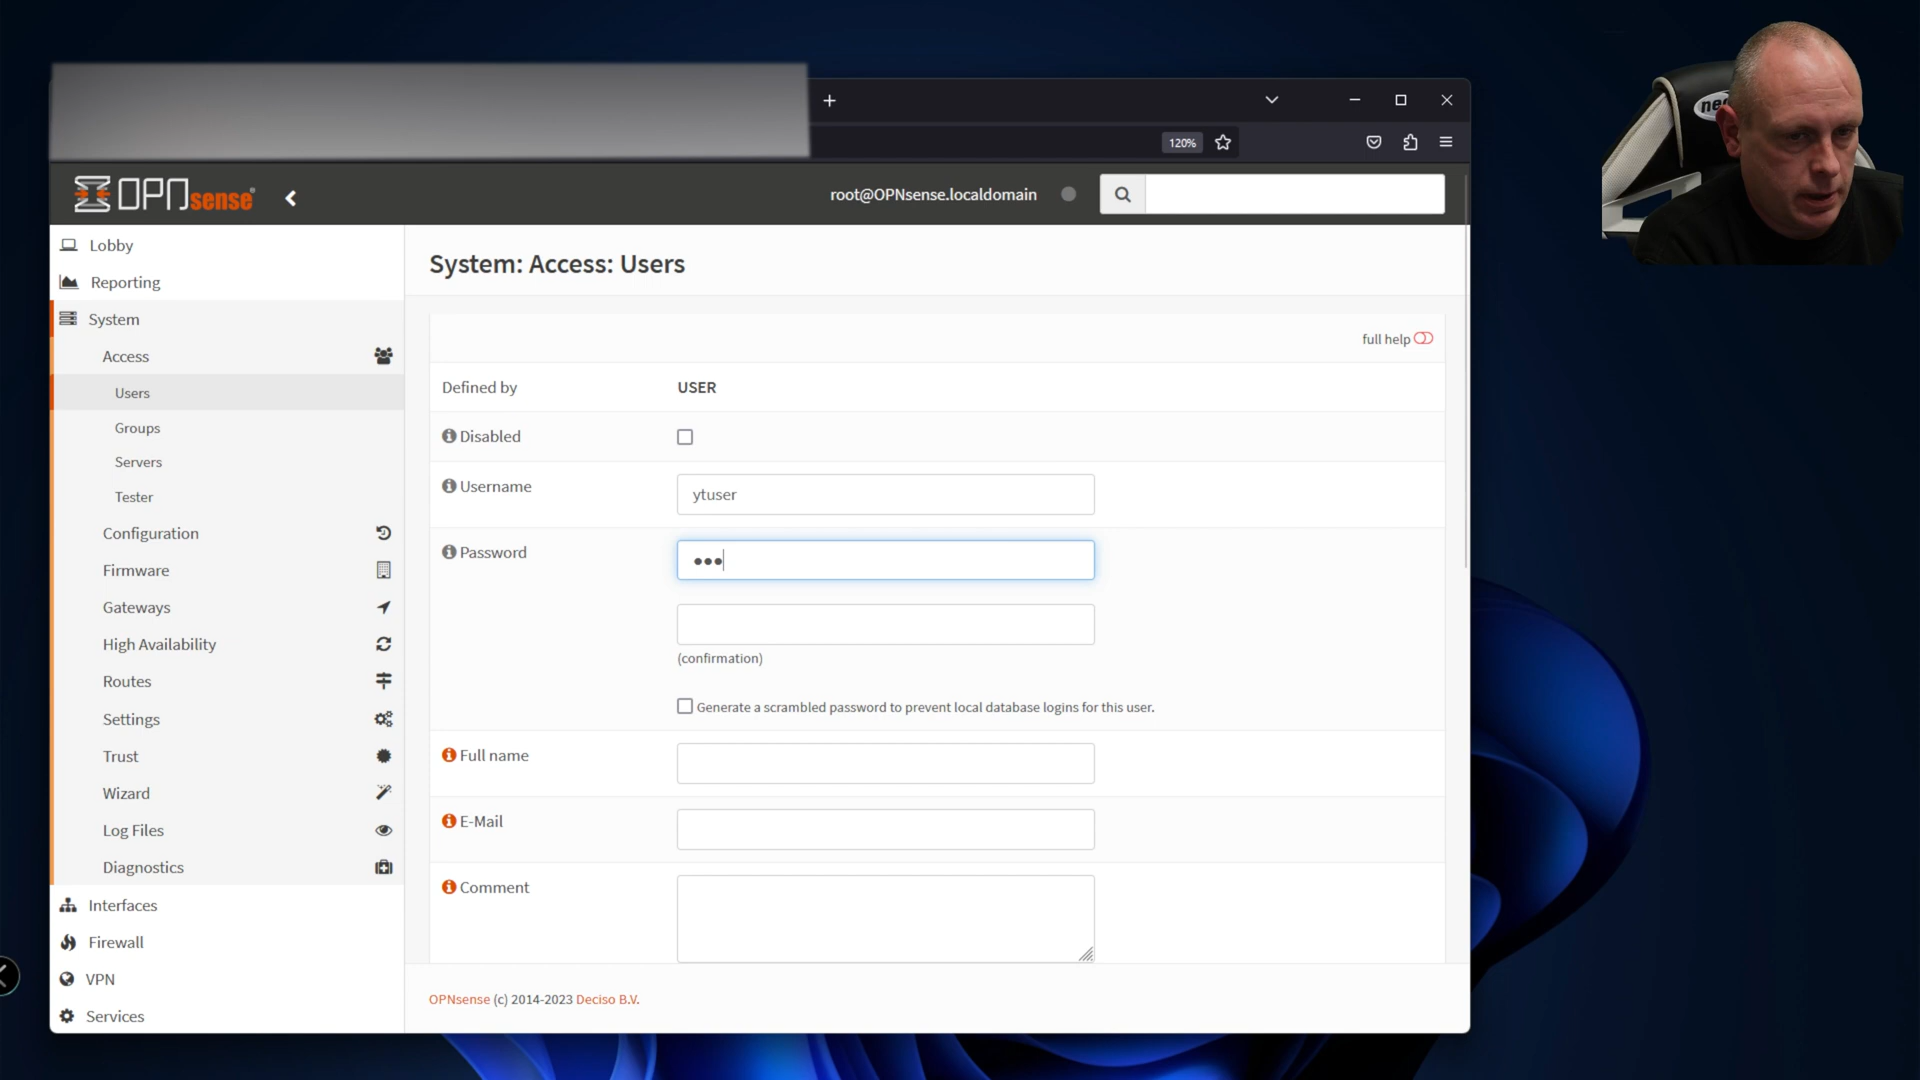 120%
OPNsense
root@OPNsense.localdomain
Lobby
Reporting
System
Access
Users
Groups
Servers
Tester
Configuration
Firmware
Gateways
High Availability
Routes
Settings
Trust
Wizard
Log Files
Diagnostics
Interfaces
Firewall
VPN
Services
System: Access: Users
full help
Defined by USER
Disabled
Username ytuser
Password •••
(confirmation)
Generate a scrambled password to prevent local database logins for this user.
Full name
E-Mail
Comment
OPNsense (c) 2014-2023 Deciso B.V.